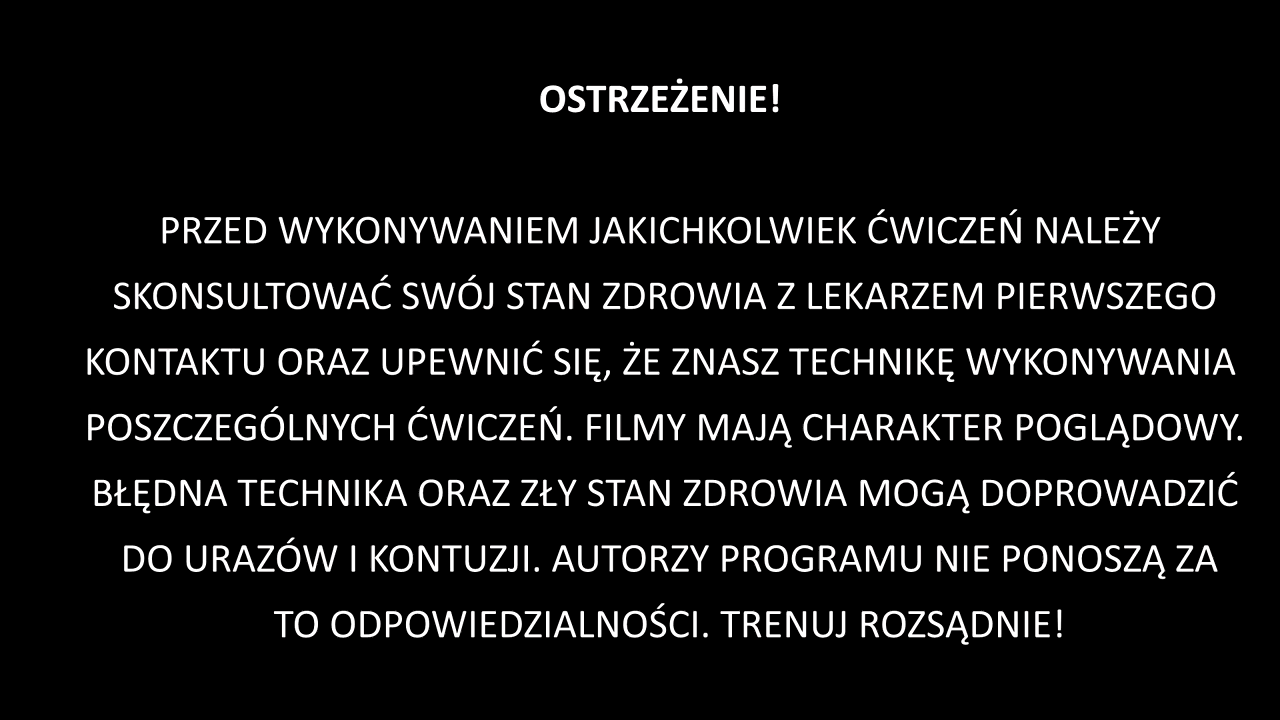 OSTRZEŻENIE!
PRZED WYKONYWANIEM JAKICHKOLWIEK ĆWICZEŃ NALEŻY
SKONSULTOWAĆ SWÓJ STAN ZDROWIA Z LEKARZEM PIERWSZEGO
KONTAKTU ORAZ UPEWNIĆ SIĘ, ŻE ZNASZ TECHNIKĘ WYKONYWANIA
POSZCZEGÓLNYCH ĆWICZEŃ. FILMY MAJĄ CHARAKTER POGLĄDOWY.
BŁĘDNA TECHNIKA ORAZ ZŁY STAN ZDROWIA MOGĄ DOPROWADZIĆ
DO URAZÓW I KONTUZJI. AUTORZY PROGRAMU NIE PONOSZĄ ZA
TO ODPOWIEDZIALNOŚCI. TRENUJ ROZSĄDNIE!